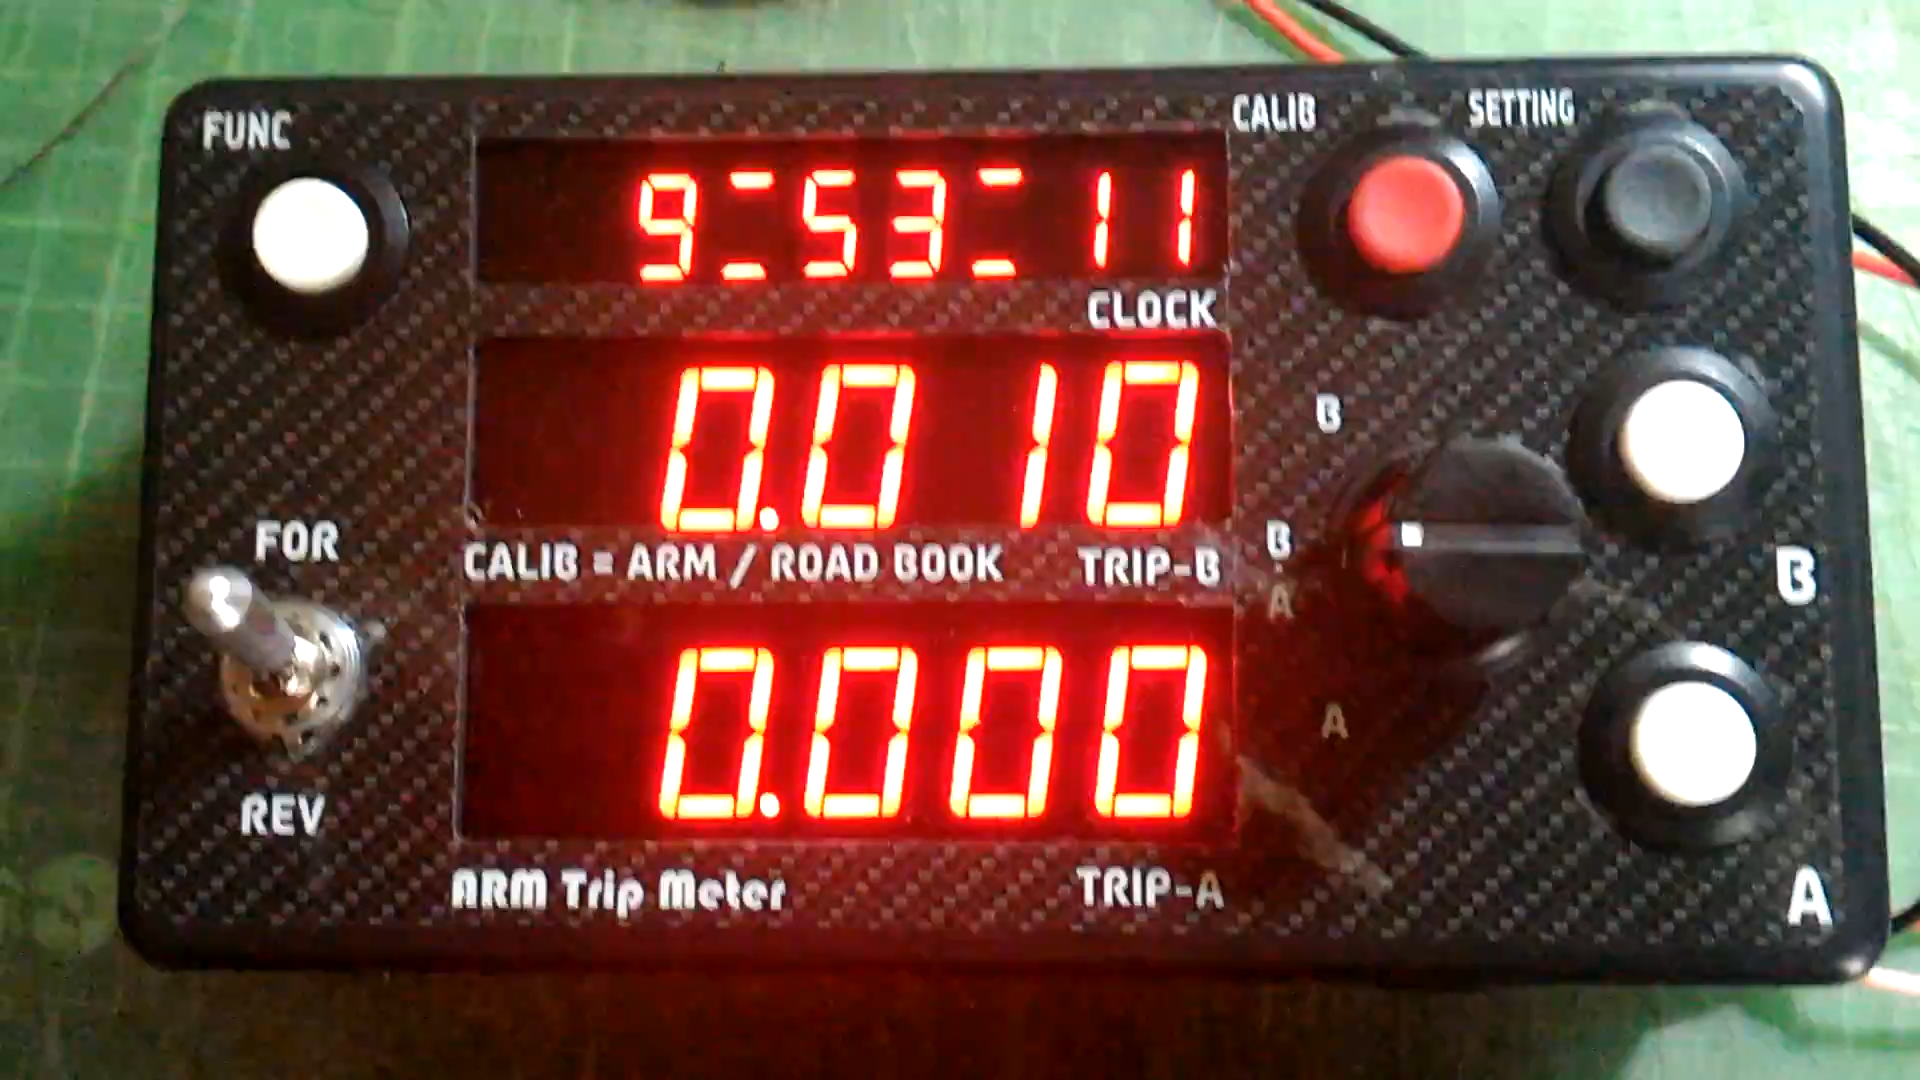 FUNC
CALIB
SETTING
9 53 11
CLOCK
0.010
B
CALIB = ARM / ROAD BOOK
TRIP-B
B
A
FOR
B
0.000
A
REV
ARM Trip Meter
TRIP-A
A